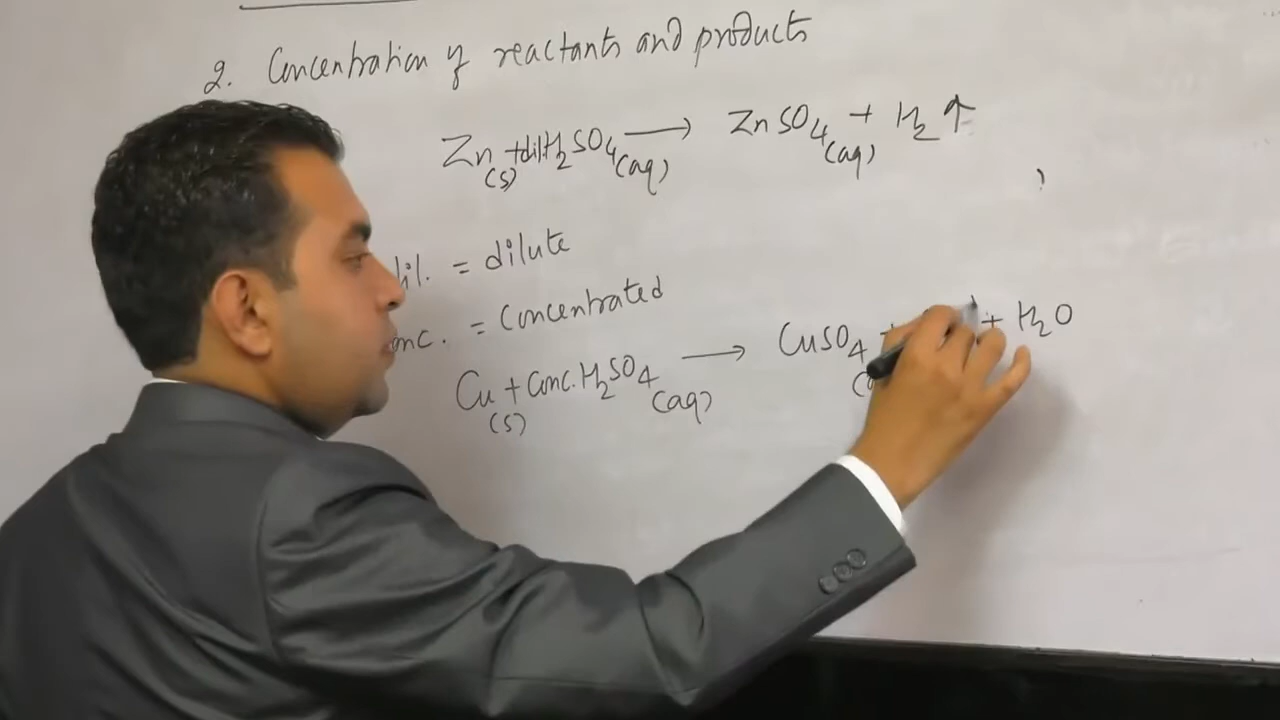 2. Concentration of reactants and products
Zn(s) + dil H2SO4(aq) → ZnSO4(aq) + H2↑
dil. = dilute
onc. = Concentrated
Cu(s) + Conc. H2SO4(aq) → CuSO4 + H2O